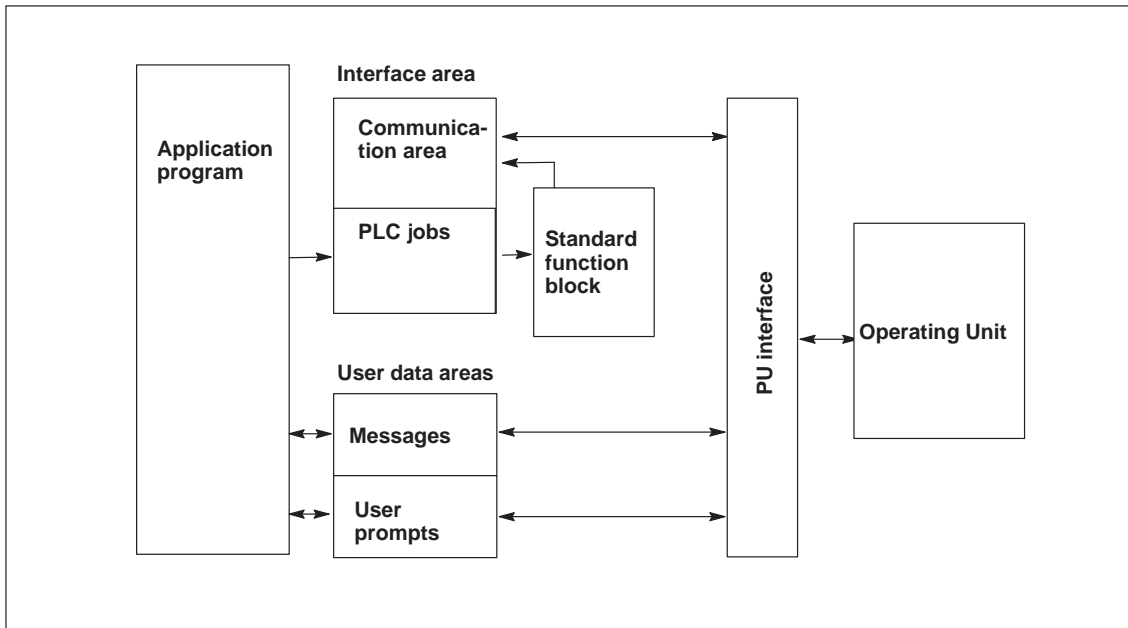 Interface area
Application
program
Communica-
tion area
PLC jobs
Standard
function
block
PU interface
Operating Unit
User data areas
Messages
User
prompts